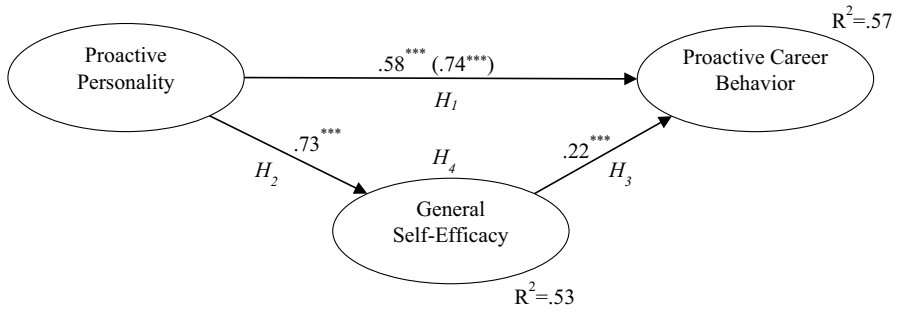 R²=.57
Proactive
Personality
Proactive Career
Behavior
.58*** (.74***)
H₁
.73***
H₂
H₄
.22***
H₃
General
Self-Efficacy
R²=.53